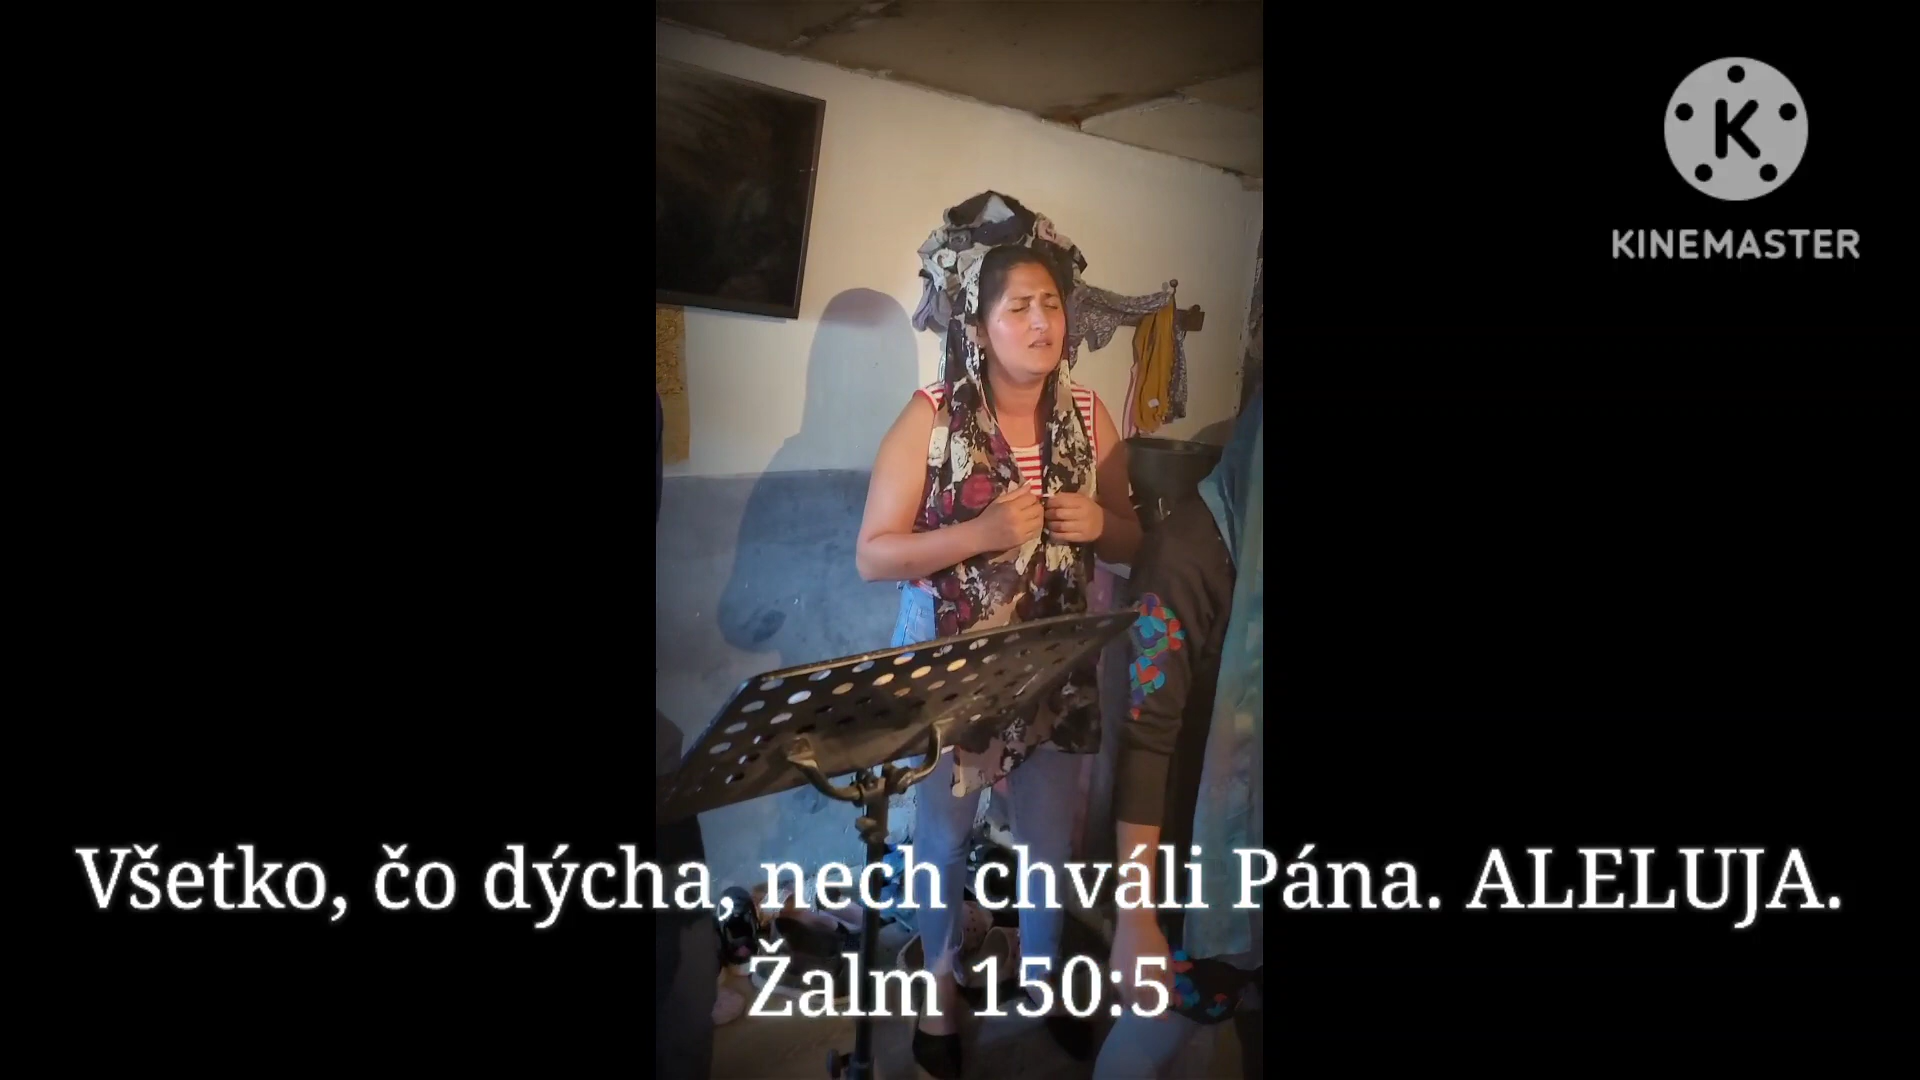 K
KINEMASTER
Všetko, čo dýcha, nech chváli Pána. ALELUJA.
Žalm 150:5